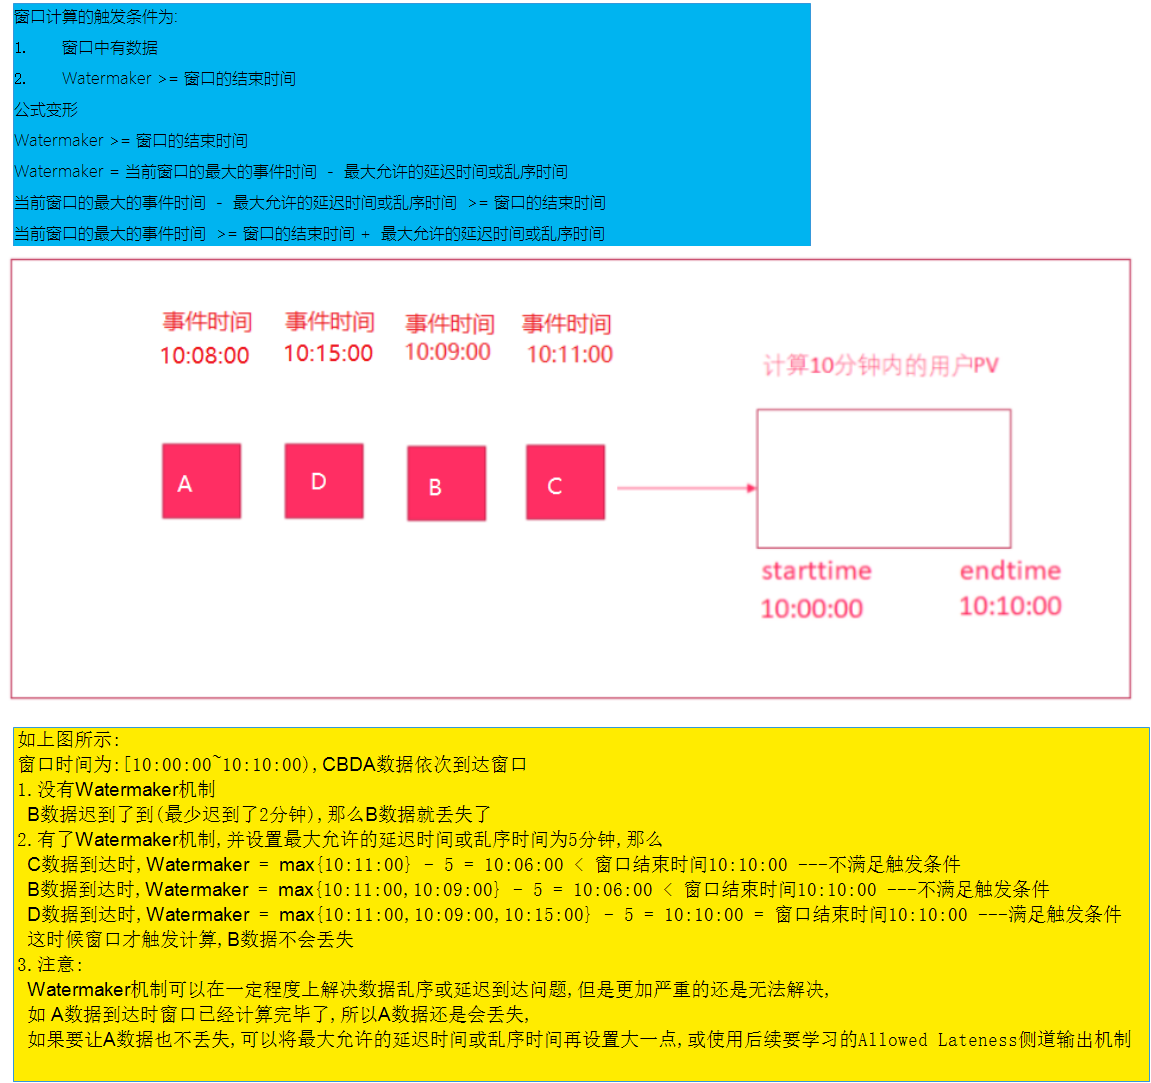 窗口计算的触发条件为:
1. 窗口中有数据
2. Watermaker >= 窗口的结束时间
公式变形
Watermaker >= 窗口的结束时间
Watermaker = 当前窗口的最大的事件时间 - 最大允许的延迟时间或乱序时间
当前窗口的最大的事件时间 - 最大允许的延迟时间或乱序时间 >= 窗口的结束时间
当前窗口的最大的事件时间 >= 窗口的结束时间 + 最大允许的延迟时间或乱序时间
事件时间 事件时间 事件时间 事件时间
10:08:00 10:15:00 10:09:00 10:11:00
计算10分钟内的用户PV
A D B C
starttime endtime
10:00:00 10:10:00
如上图所示:
窗口时间为:[10:00:00~10:10:00),CBDA数据依次到达窗口
1.没有Watermaker机制
B数据迟到了到(最少迟到了2分钟),那么B数据就丢失了
2.有了Watermaker机制,并设置最大允许的延迟时间或乱序时间为5分钟,那么
C数据到达时,Watermaker = max{10:11:00} - 5 = 10:06:00 < 窗口结束时间10:10:00 ---不满足触发条件
B数据到达时,Watermaker = max{10:11:00,10:09:00} - 5 = 10:06:00 < 窗口结束时间10:10:00 ---不满足触发条件
D数据到达时,Watermaker = max{10:11:00,10:09:00,10:15:00} - 5 = 10:10:00 = 窗口结束时间10:10:00 ---满足触发条件
这时候窗口才触发计算,B数据不会丢失
3.注意:
Watermaker机制可以在一定程度上解决数据乱序或延迟到达问题,但是更加严重的还是无法解决,
如 A数据到达时窗口已经计算完毕了,所以A数据还是会丢失,
如果要让A数据也不丢失,可以将最大允许的延迟时间或乱序时间再设置大一点,或使用后续要学习的Allowed Lateness侧道输出机制